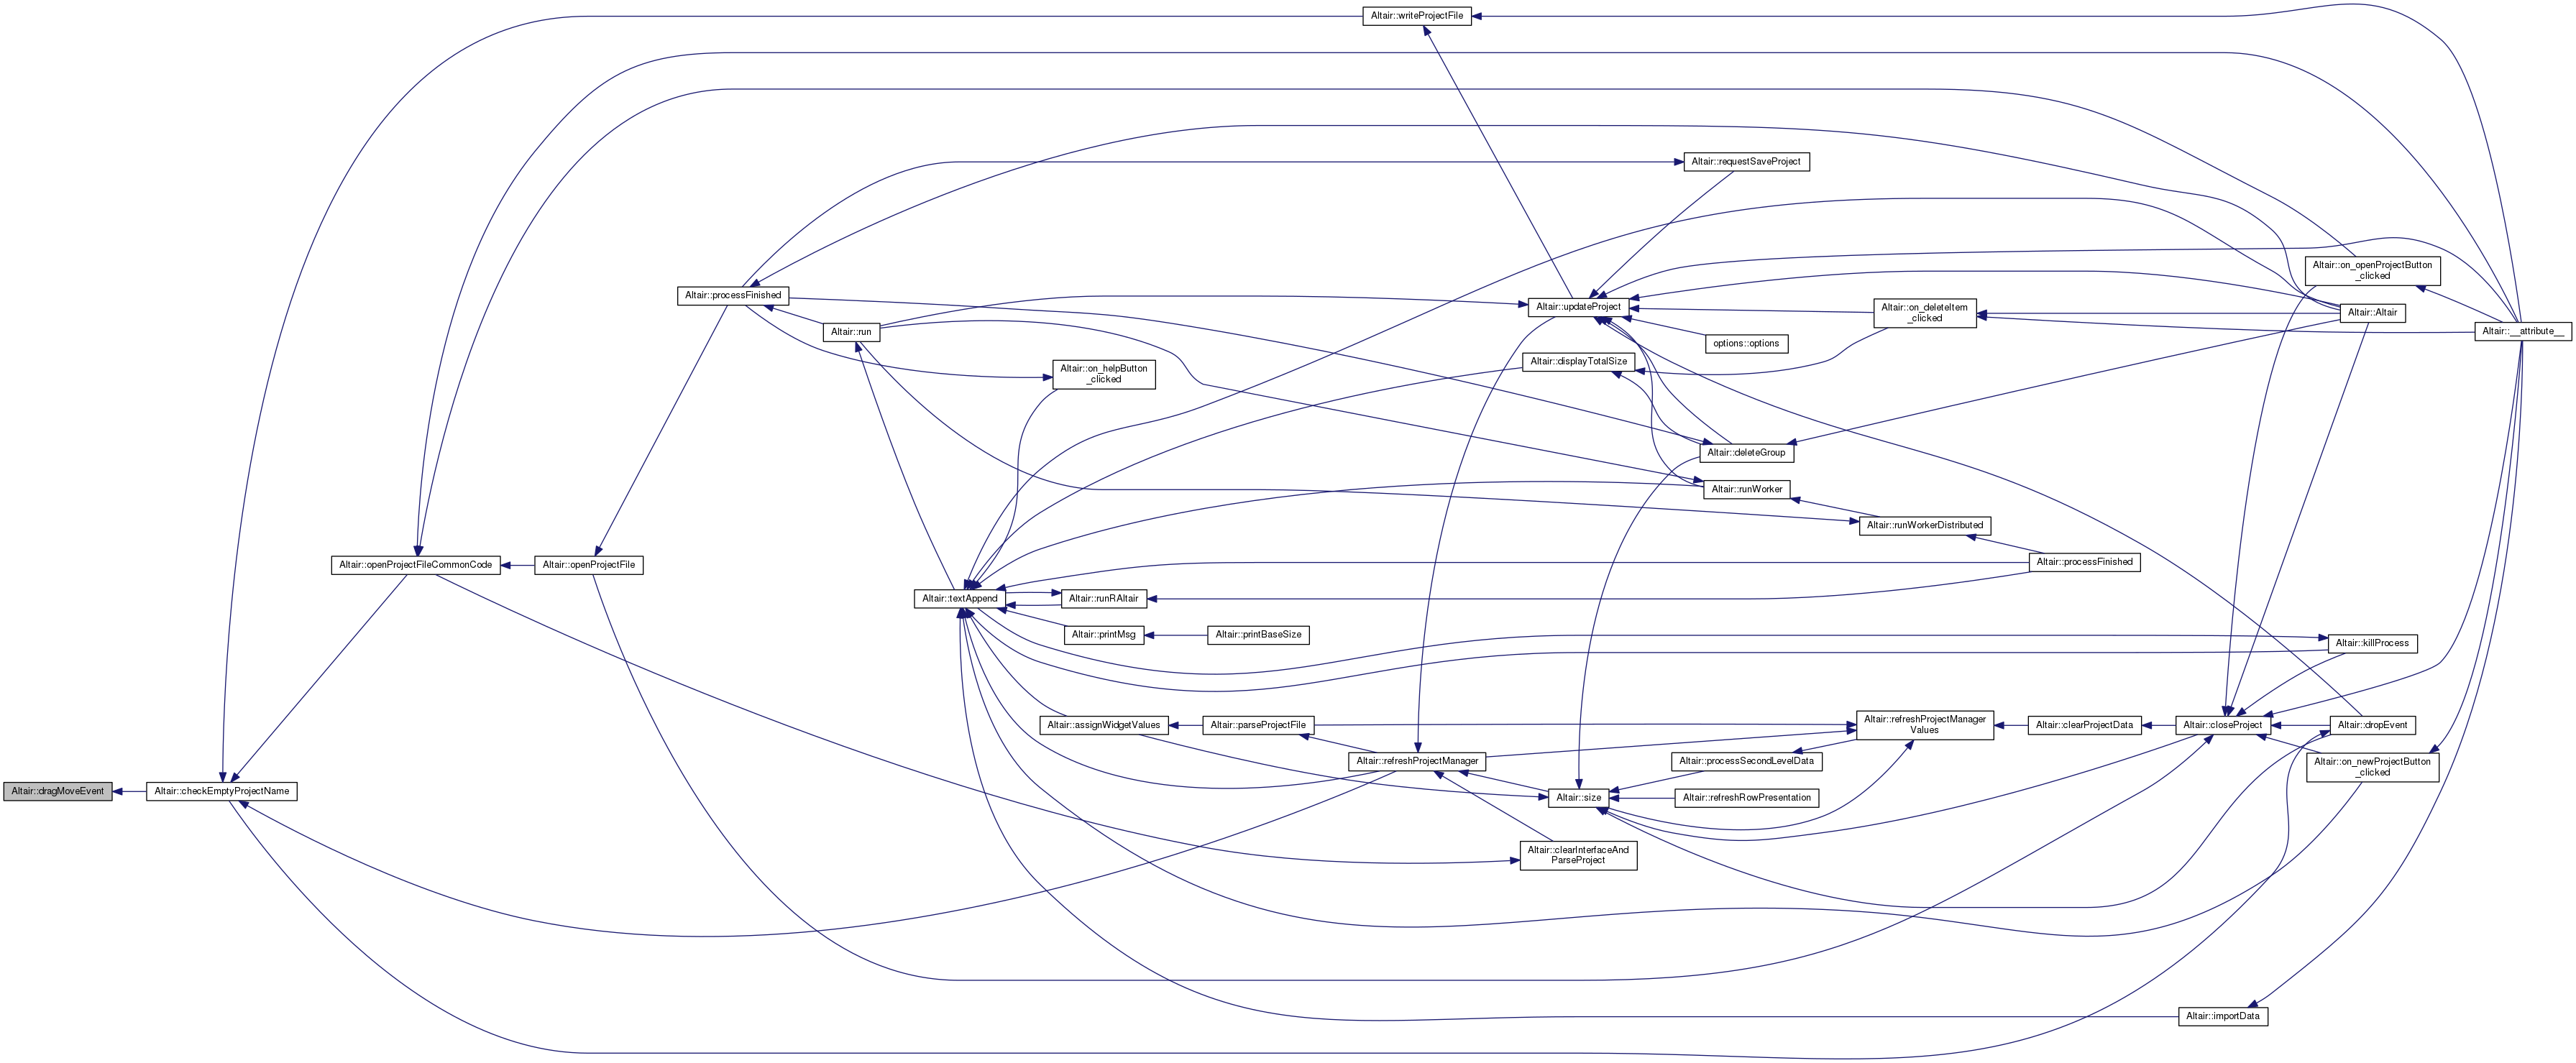 Altair::writeProjectFile
Altair::requestSaveProject
Altair::on_openProjectButton
_clicked
Altair::processFinished
Altair::updateProject
Altair::on_deleteItem
_clicked
Altair::Altair
Altair::run
Altair::__attribute__
options::options
Altair::displayTotalSize
Altair::on_helpButton
_clicked
Altair::deleteGroup
Altair::runWorker
Altair::runWorkerDistributed
Altair::openProjectFileCommonCode
Altair::openProjectFile
Altair::processFinished
Altair::textAppend
Altair::runRAltair
Altair::printMsg
Altair::printBaseSize
Altair::killProcess
Altair::assignWidgetValues
Altair::parseProjectFile
Altair::refreshProjectManager
Values
Altair::clearProjectData
Altair::closeProject
Altair::dropEvent
Altair::refreshProjectManager
Altair::processSecondLevelData
Altair::on_newProjectButton
_clicked
Altair::dragMoveEvent
Altair::checkEmptyProjectName
Altair::size
Altair::refreshRowPresentation
Altair::clearInterfaceAnd
ParseProject
Altair::importData